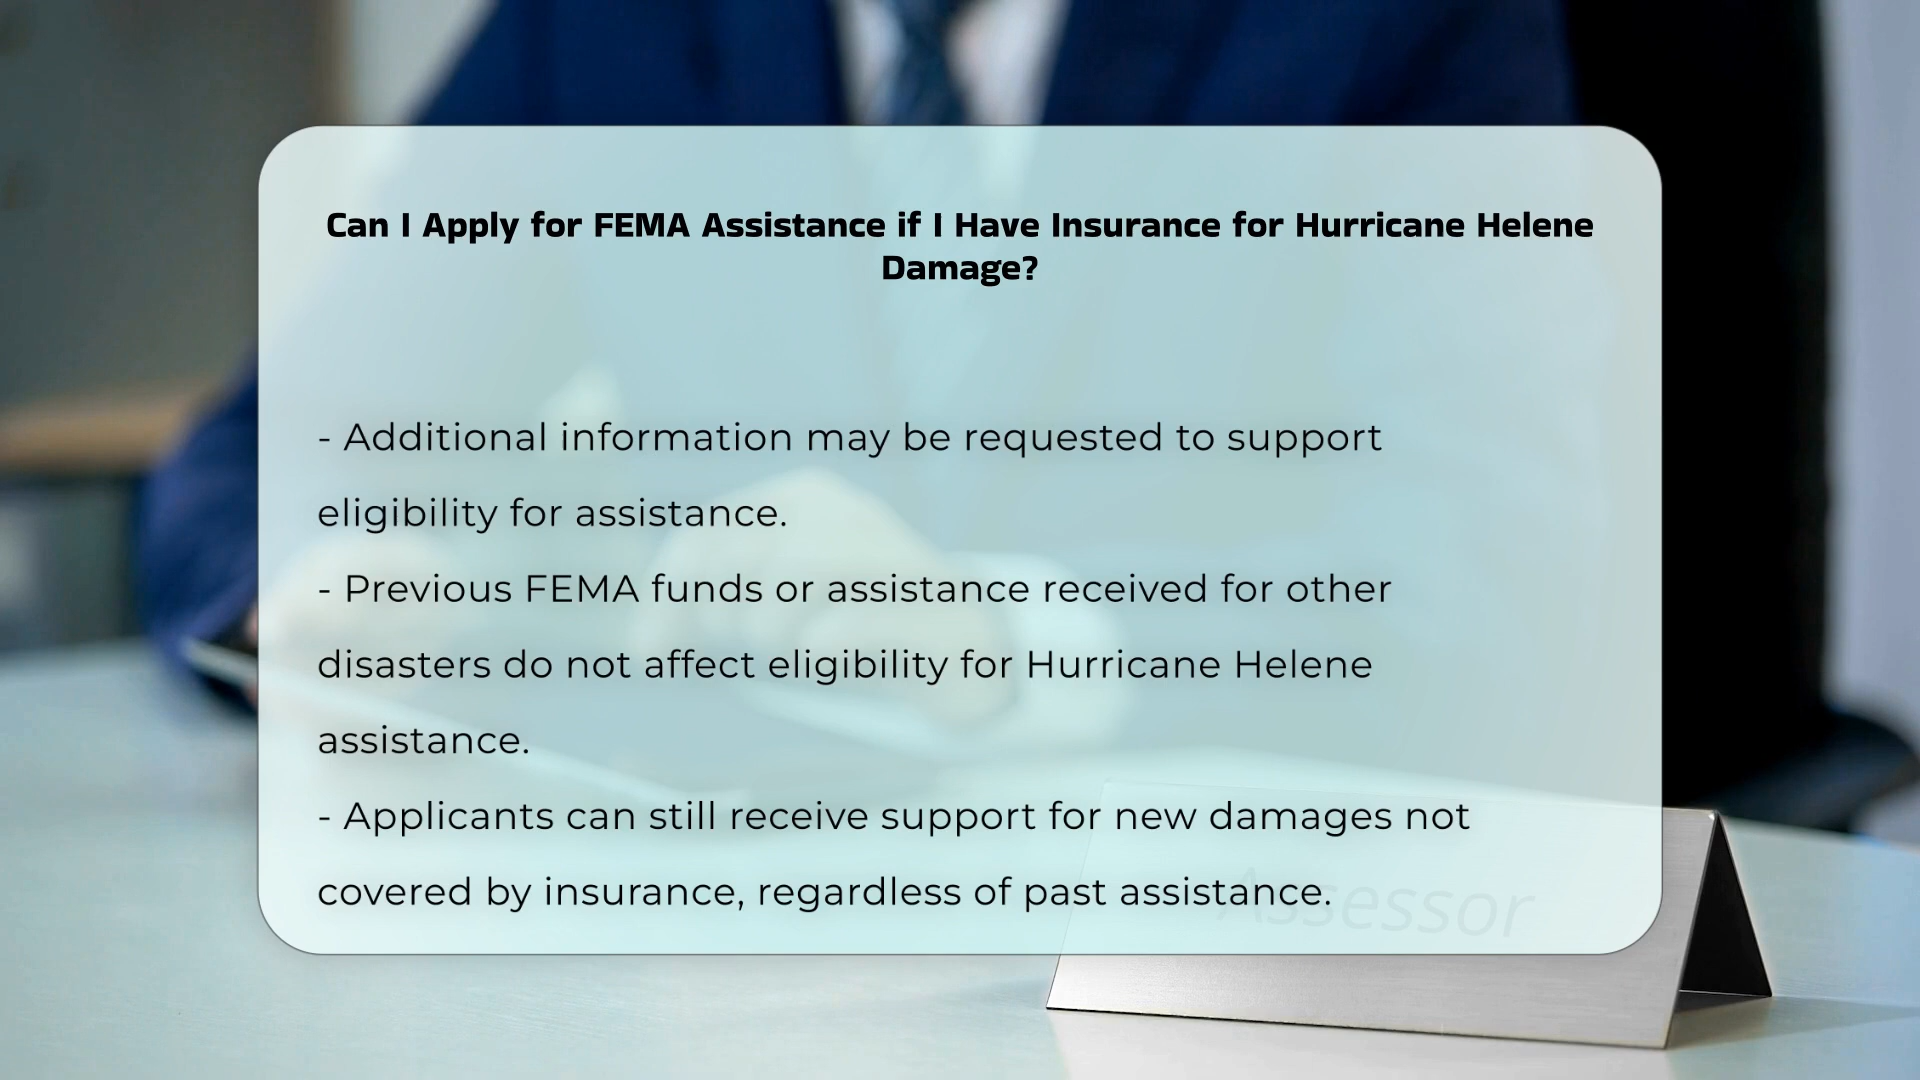 Can I Apply for FEMA Assistance if I Have Insurance for Hurricane Helene
Damage?
- Additional information may be requested to support
eligibility for assistance.
- Previous FEMA funds or assistance received for other
disasters do not affect eligibility for Hurricane Helene
assistance.
- Applicants can still receive support for new damages not
covered by insurance, regardless of past assistance.
Assessor